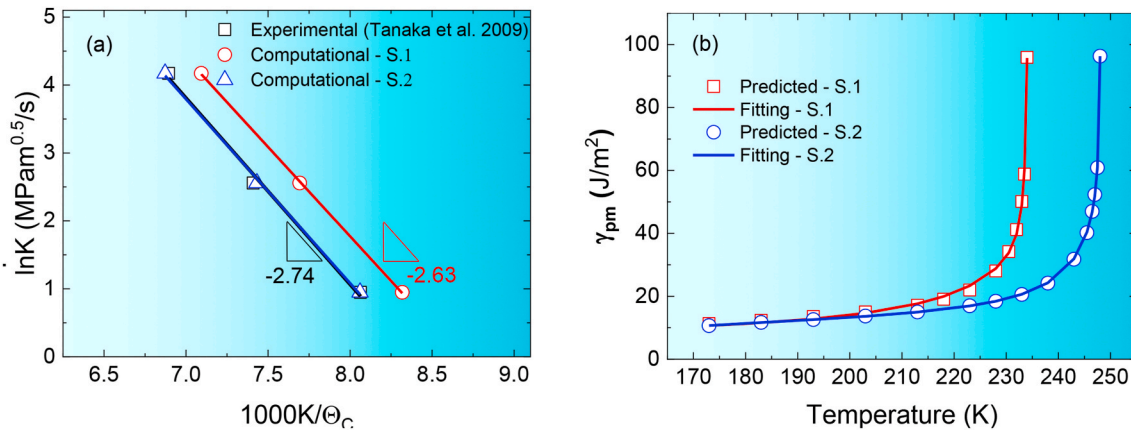 (a)
Experimental (Tanaka et al. 2009)
Computational - S.1
Computational - S.2
lnK̇ (MPam^0.5/s)
5
4
3
2
1
0
-2.74
-2.63
6.5 7.0 7.5 8.0 8.5 9.0
1000K/Θ_C
(b)
Predicted - S.1
Fitting - S.1
Predicted - S.2
Fitting - S.2
γ_pm (J/m²)
100
80
60
40
20
0
170 180 190 200 210 220 230 240 250
Temperature (K)